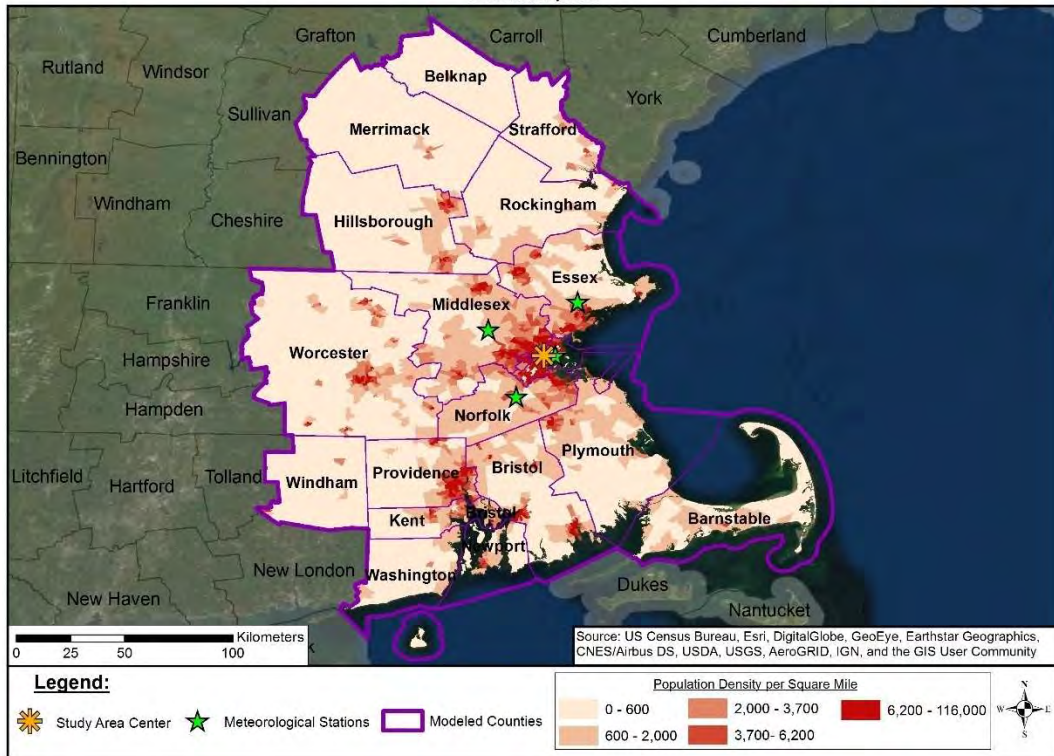 Grafton
Carroll
Cumberland
Rutland
Windsor
Belknap
York
Sullivan
Merrimack
Strafford
Bennington
Windham
Cheshire
Hillsborough
Rockingham
Essex
Franklin
Middlesex
Hampshire
Worcester
Hampden
Norfolk
Plymouth
Litchfield
Hartford
Tolland
Windham
Providence
Bristol
Kent
Bristol
Barnstable
Newport
New London
Washington
Dukes
New Haven
Nantucket
Kilometers
0 25 50 100
Source: US Census Bureau, Esri, DigitalGlobe, GeoEye, Earthstar Geographics,
CNES/Airbus DS, USDA, USGS, AeroGRID, IGN, and the GIS User Community
Legend:
Study Area Center
Meteorological Stations
Modeled Counties
Population Density per Square Mile
0 - 600
2,000 - 3,700
6,200 - 116,000
600 - 2,000
3,700- 6,200
N
W
E
S